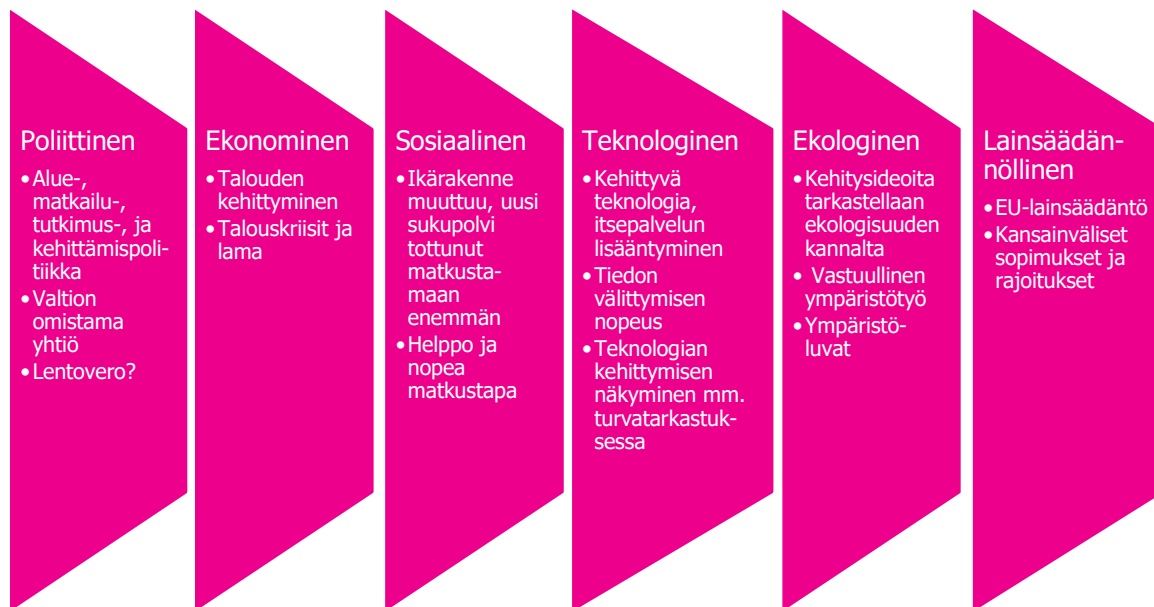 Poliittinen
•Alue-,
matkailu-,
tutkimus-, ja
kehittämispoli-
tiikka
•Valtion
omistama
yhtiö
•Lentovero?
Ekonominen
•Talouden
kehittyminen
•Talouskriisit ja
lama
Sosiaalinen
•Ikärakenne
muuttuu, uusi
sukupolvi
tottunut
matkusta-
maan
enemmän
•Helppo ja
nopea
matkustapa
Teknologinen
•Kehittyvä
teknologia,
itsepalvelun
lisääntyminen
•Tiedon
välittymisen
nopeus
•Teknologian
kehittymisen
näkyminen mm.
turvatarkastuk-
sessa
Ekologinen
•Kehitysideoita
tarkastellaan
ekologisuuden
kannalta
• Vastuullinen
ympäristötyö
•Ympäristö-
luvat
Lainsäädän-
nöllinen
•EU-lainsäädäntö
•Kansainväliset
sopimukset ja
rajoitukset